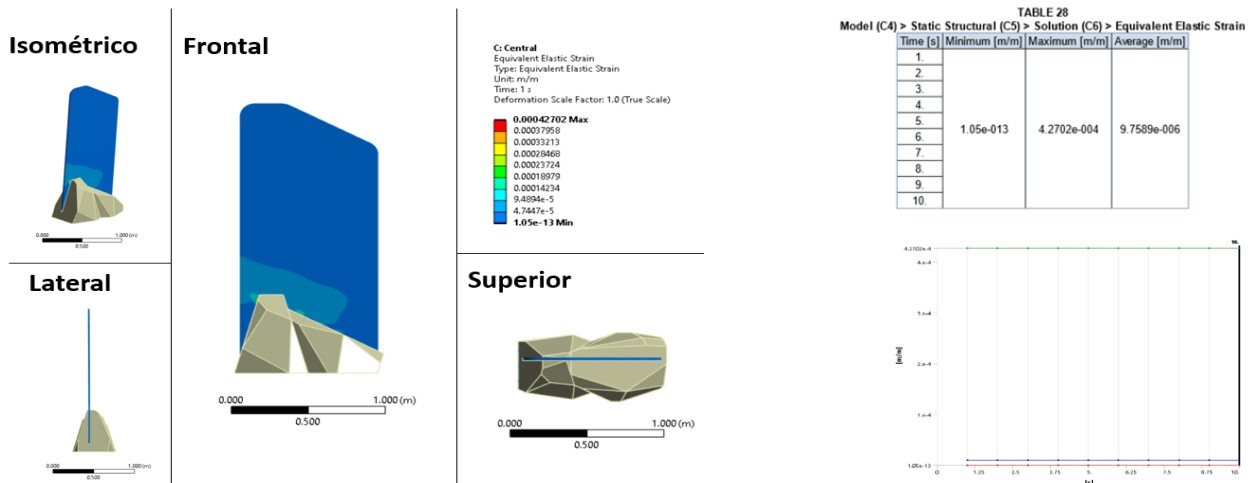 Isométrico
0.000
1.000 (m)
0.500
Frontal
0.000
1.000 (m)
0.500
C: Central
Equivalent Elastic Strain
Type: Equivalent Elastic Strain
Unit: m/m
Time: 1 s
Deformation Scale Factor: 1.0 (True Scale)
0.00042702 Max
0.00037958
0.00033213
0.00028468
0.00023724
0.00018979
0.00014234
9.4894e-5
4.7447e-5
1.05e-13 Min
Lateral
0.000
1.000 (m)
0.500
Superior
0.000
1.000 (m)
0.500
TABLE 28
Model (C4) > Static Structural (C5) > Solution (C6) > Equivalent Elastic Strain
Time [s] Minimum [m/m] Maximum [m/m] Average [m/m]
1.
2.
3.
4.
5.
6.
7.
8.
9.
10.
1.05e-013 4.2702e-004 9.7589e-006
10.
4.2702e-4
4.e-4
3.e-4
2.e-4
1.e-4
1.05e-13
[m/m]
0. 1.25 2.5 3.75 5. 6.25 7.5 8.75 10.
[s]